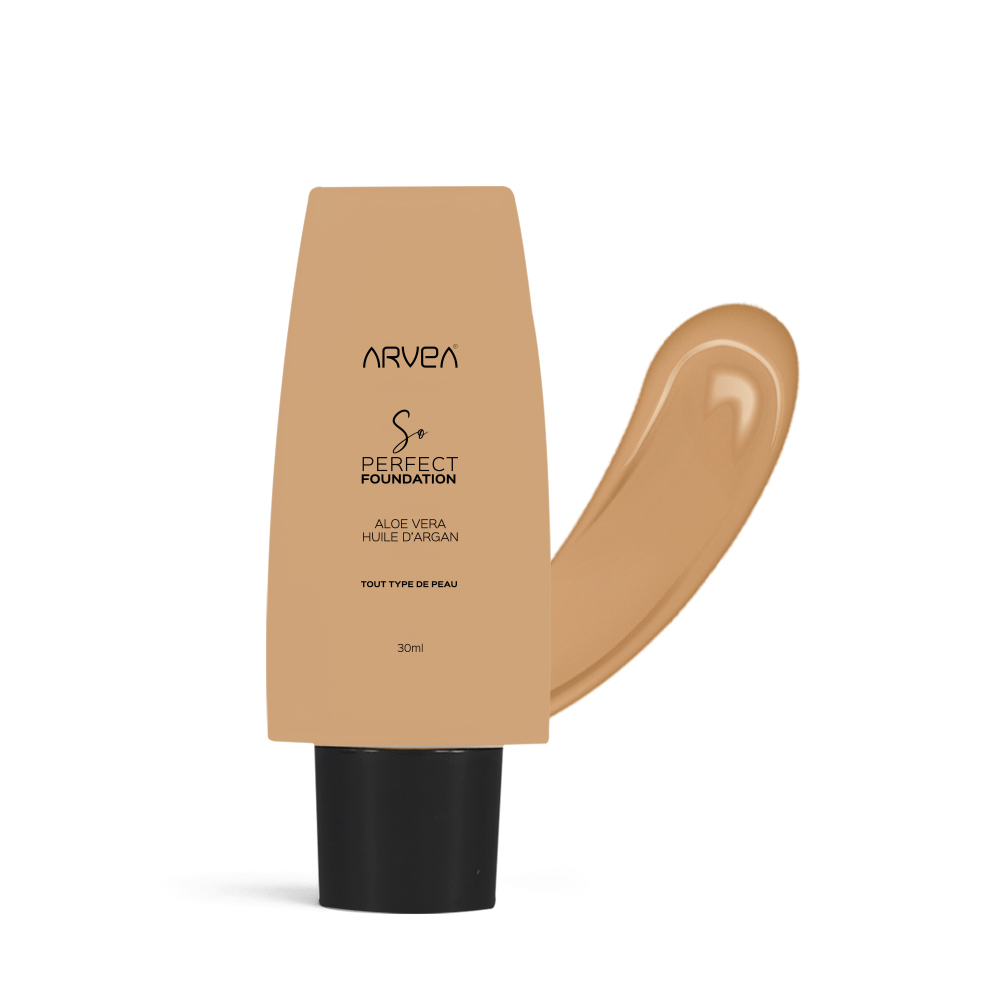 ARVEA®
So
PERFECT
FOUNDATION
ALOE VERA
HUILE D'ARGAN
TOUT TYPE DE PEAU
30ml